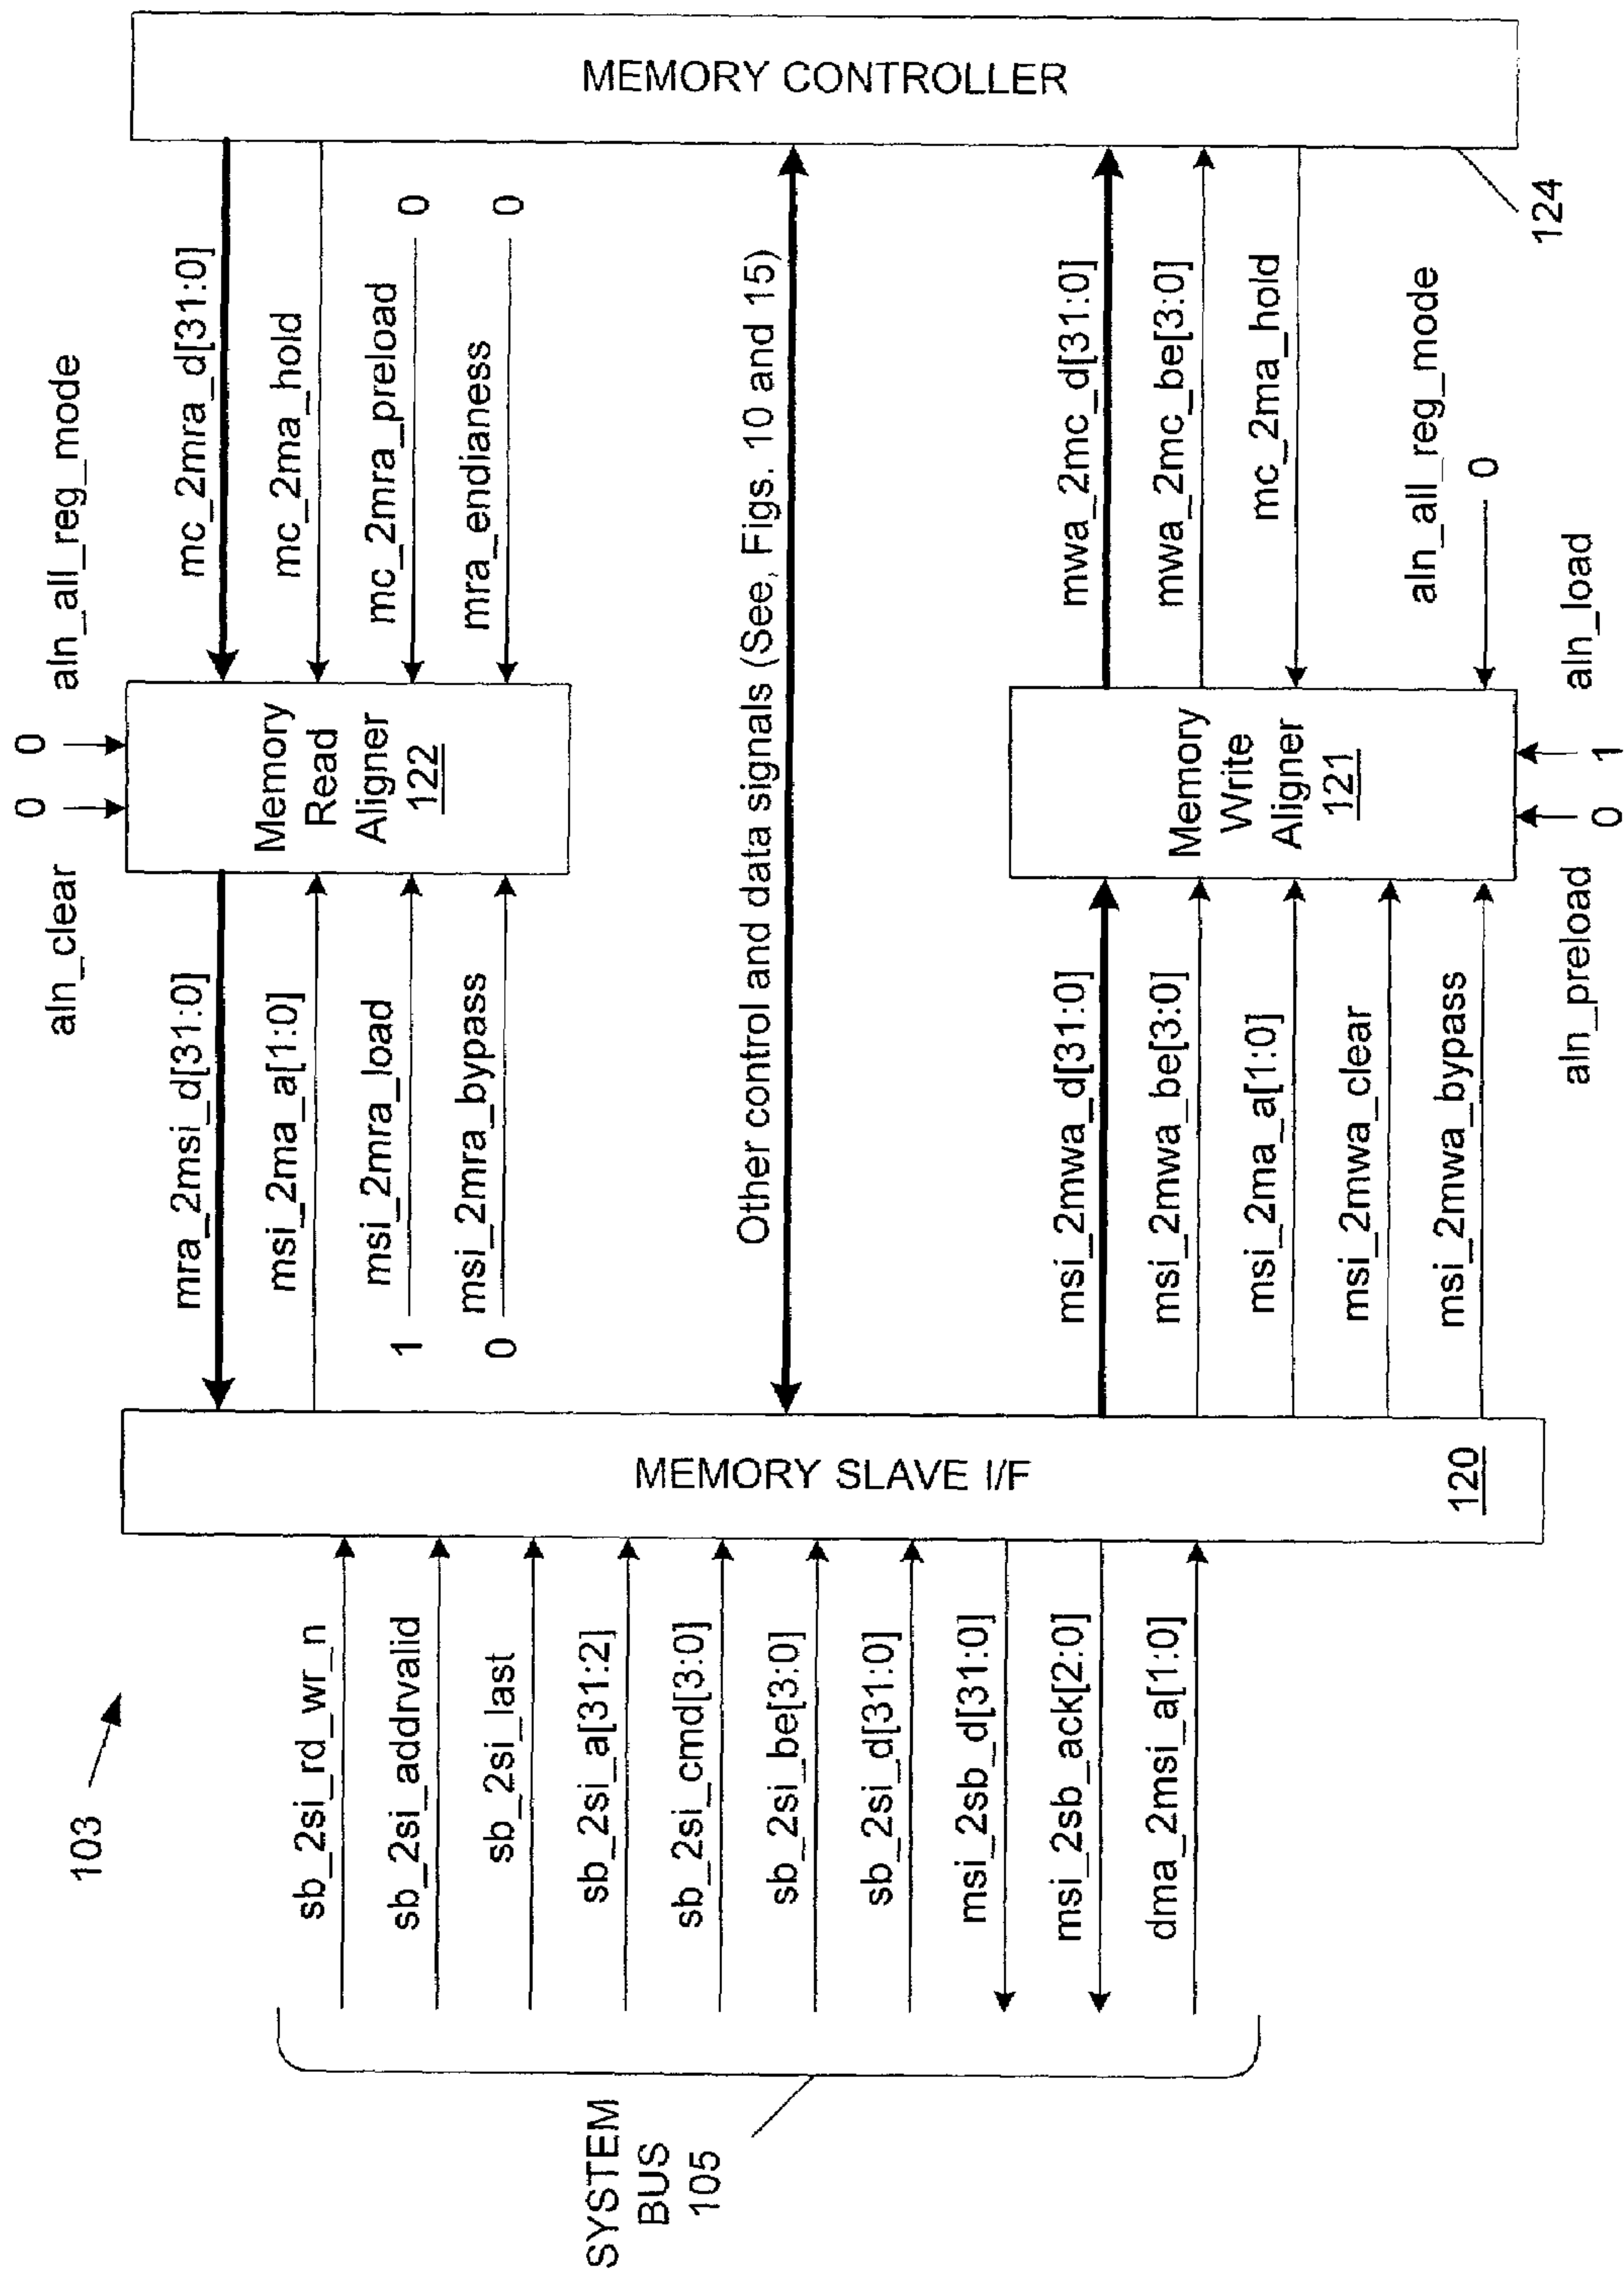 103
SYSTEM
BUS
105
sb_2si_rd_wr_n
sb_2si_addrvalid
sb_2si_last
sb_2si_a[31:2]
sb_2si_cmd[3:0]
sb_2si_be[3:0]
sb_2si_d[31:0]
msi_2sb_d[31:0]
msi_2sb_ack[2:0]
dma_2msi_a[1:0]
MEMORY SLAVE I/F
120
mra_2msi_d[31:0]
msi_2ma_a[1:0]
msi_2mra_load
1
msi_2mra_bypass
0
aln_clear
0
0
aln_all_reg_mode
Memory
Read
Aligner
122
mc_2mra_d[31:0]
mc_2ma_hold
mc_2mra_preload
0
mra_endianess
0
Other control and data signals (See, Figs. 10 and 15)
msi_2mwa_d[31:0]
msi_2mwa_be[3:0]
msi_2ma_a[1:0]
msi_2mwa_clear
msi_2mwa_bypass
Memory
Write
Aligner
121
mwa_2mc_d[31:0]
mwa_2mc_be[3:0]
mc_2ma_hold
aln_all_reg_mode
0
0
1
aln_preload
aln_load
MEMORY CONTROLLER
124